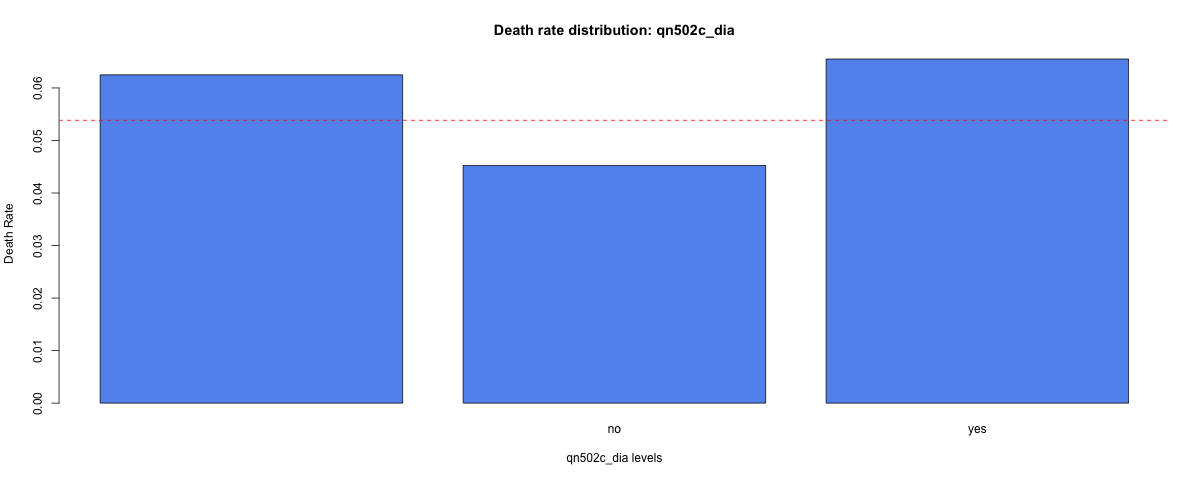 Death rate distribution: qn502c_dia
Death Rate
0.06
0.05
0.04
0.03
0.02
0.01
0.00
no
yes
qn502c_dia levels